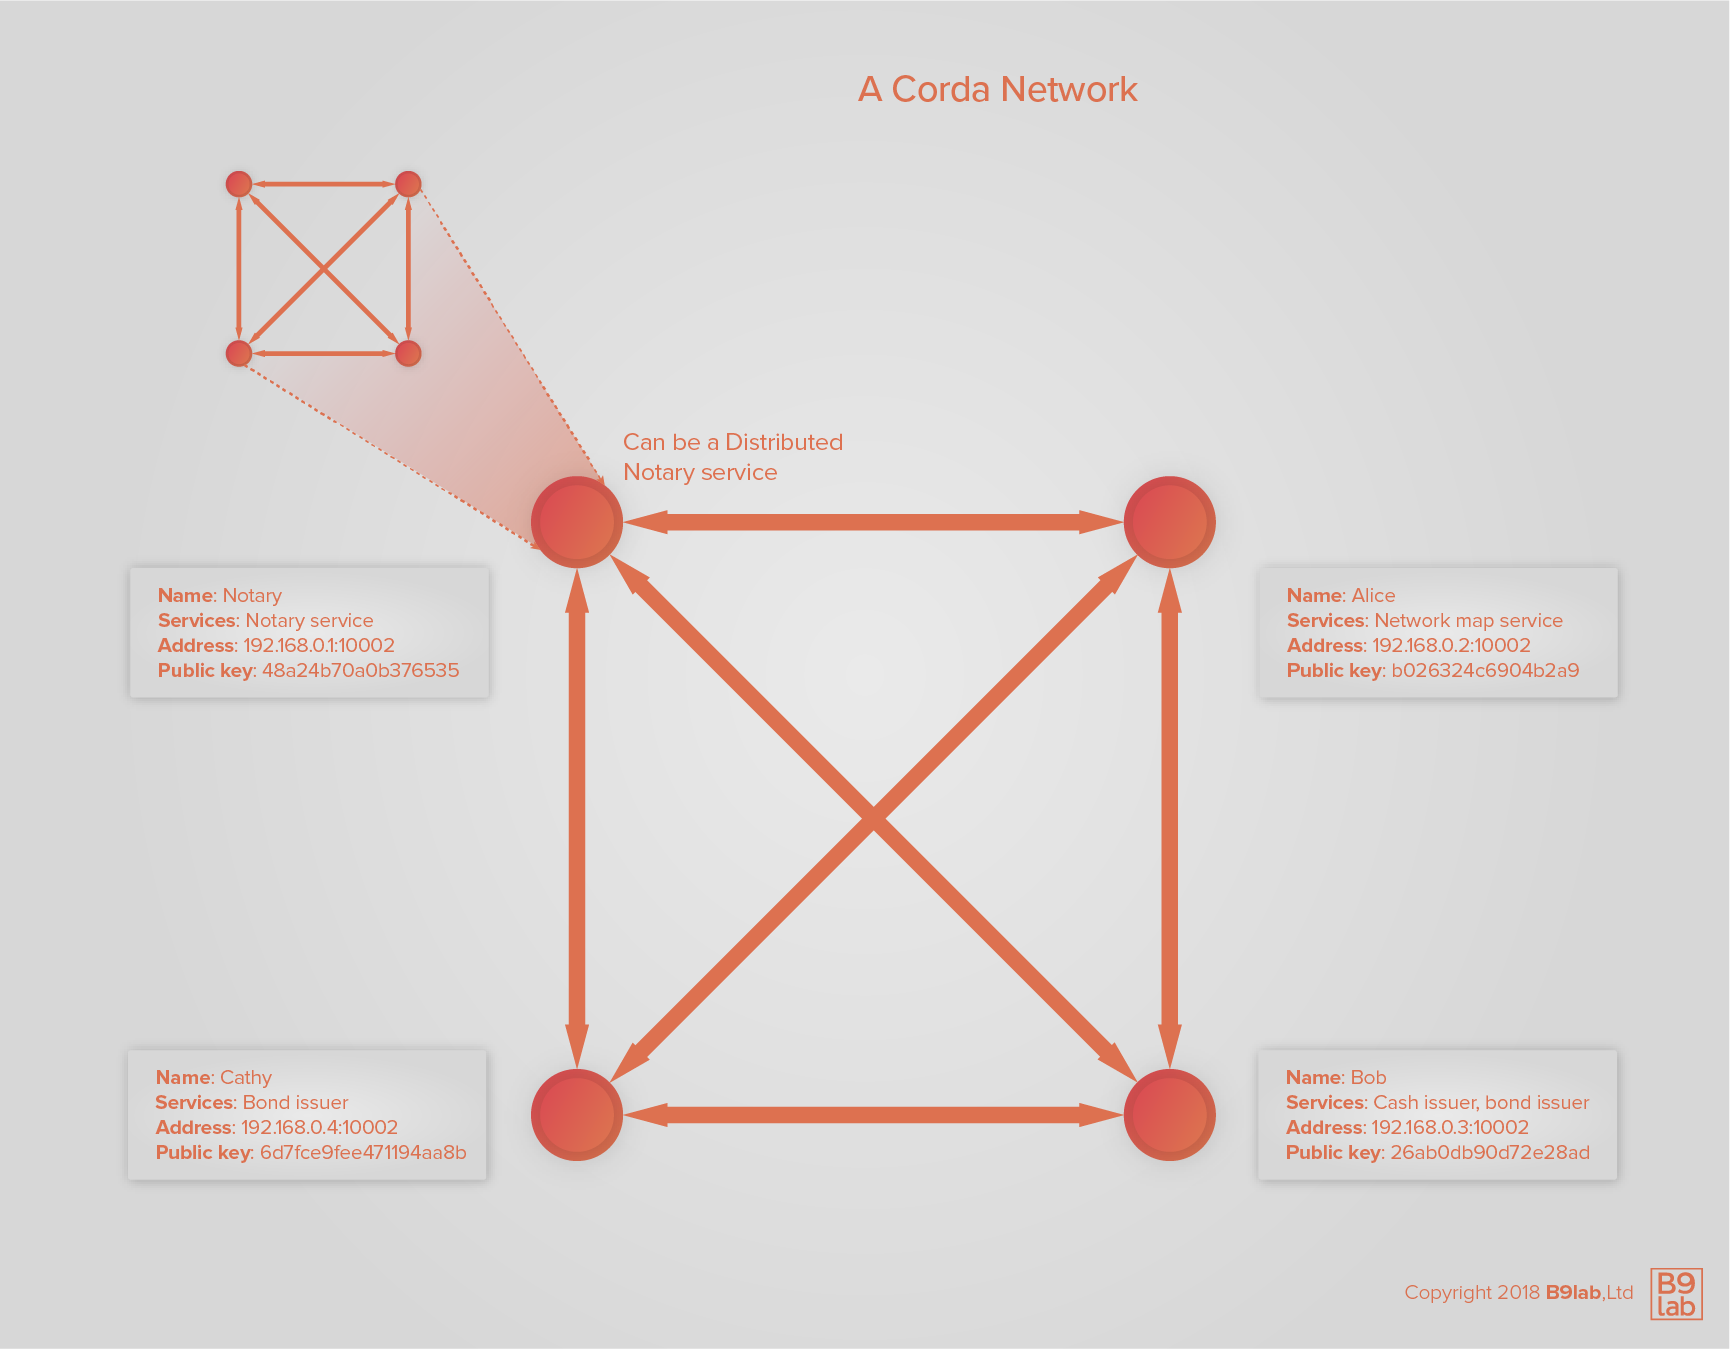 A Corda Network
Can be a Distributed
Notary service
Name: Notary
Services: Notary service
Address: 192.168.0.1:10002
Public key: 48a24b70a0b376535
Name: Alice
Services: Network map service
Address: 192.168.0.2:10002
Public key: b026324c6904b2a9
Name: Cathy
Services: Bond issuer
Address: 192.168.0.4:10002
Public key: 6d7fce9fee471194aa8b
Name: Bob
Services: Cash issuer, bond issuer
Address: 192.168.0.3:10002
Public key: 26ab0db90d72e28ad
Copyright 2018 B9lab,Ltd
B9
lab